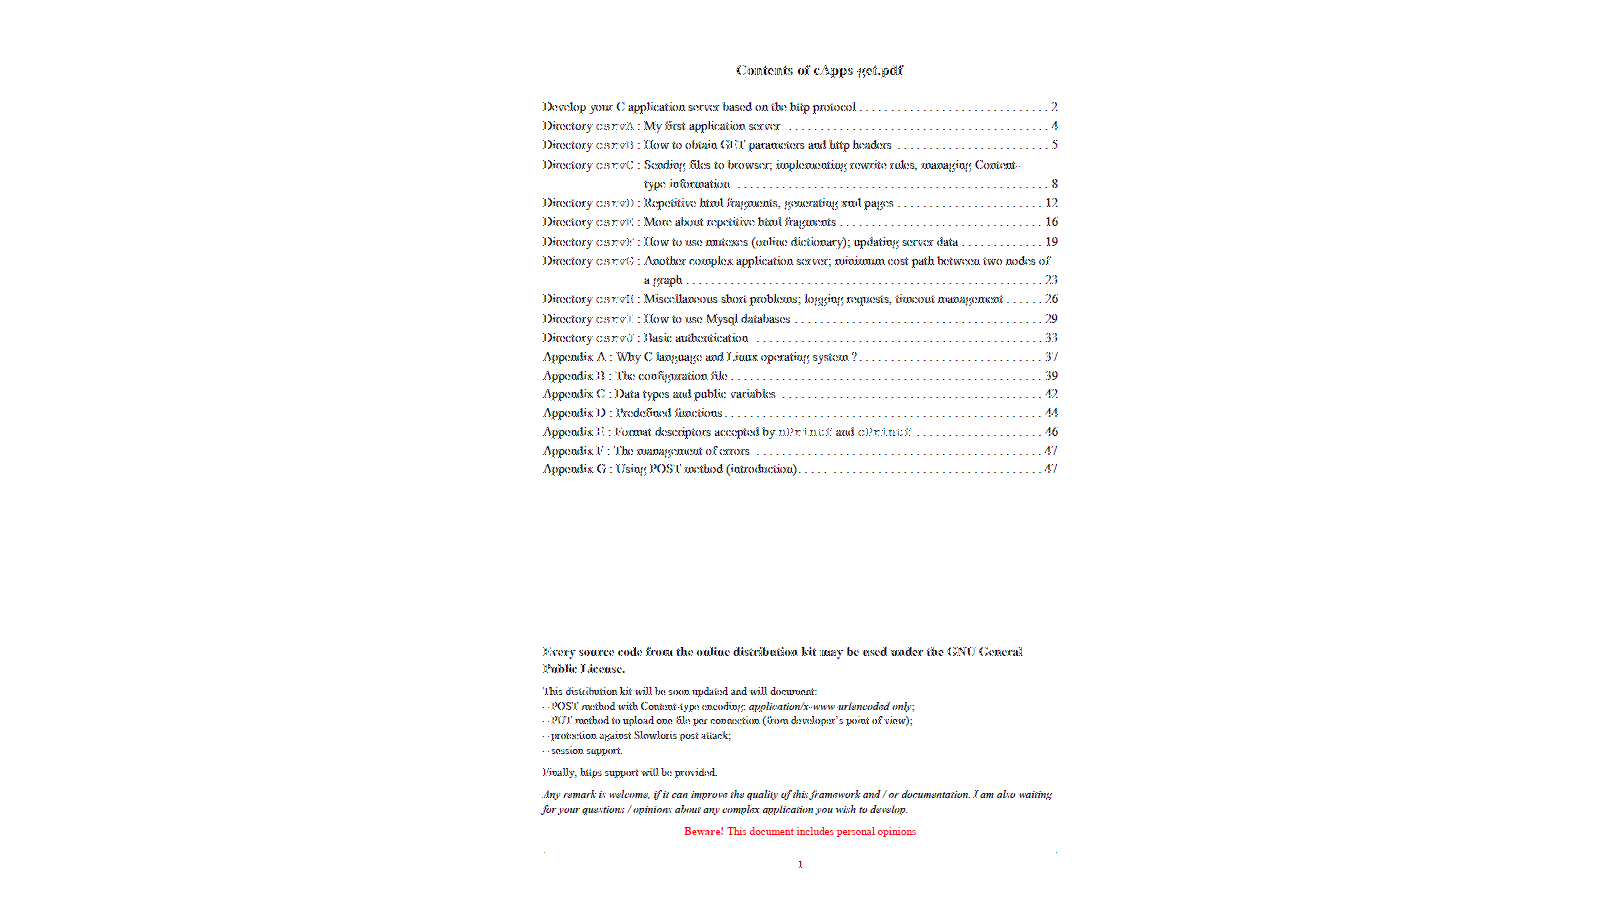 Contents of cApps-get.pdf
Develop your C application server based on the http protocol . . . . . . . . . . . . . . . . . . . . . . . . . . . . . . 2
Directory csrvA : My first application server . . . . . . . . . . . . . . . . . . . . . . . . . . . . . . . . . . . . . . . . . 4
Directory csrvB : How to obtain GET parameters and http headers . . . . . . . . . . . . . . . . . . . . . . . . 5
Directory csrvC : Sending files to browser; implementing rewrite rules, managing Content-
type information . . . . . . . . . . . . . . . . . . . . . . . . . . . . . . . . . . . . . . . . . . . . . . . . . 8
Directory csrvD : Repetitive html fragments, generating xml pages . . . . . . . . . . . . . . . . . . . . . . . 12
Directory csrvE : More about repetitive html fragments . . . . . . . . . . . . . . . . . . . . . . . . . . . . . . . . 16
Directory csrvF : How to use mutexes (online dictionary); updating server data . . . . . . . . . . . . . 19
Directory csrvG : Another complex application server; minimum cost path between two nodes of
a graph . . . . . . . . . . . . . . . . . . . . . . . . . . . . . . . . . . . . . . . . . . . . . . . . . . . . . . . . 23
Directory csrvH : Miscellaneous short problems; logging requests, timeout management . . . . . . 26
Directory csrvI : How to use Mysql databases . . . . . . . . . . . . . . . . . . . . . . . . . . . . . . . . . . . . . . . 29
Directory csrvJ : Basic authentication . . . . . . . . . . . . . . . . . . . . . . . . . . . . . . . . . . . . . . . . . . . . . 33
Appendix A : Why C language and Linux operating system ? . . . . . . . . . . . . . . . . . . . . . . . . . . . . . 37
Appendix B : The configuration file . . . . . . . . . . . . . . . . . . . . . . . . . . . . . . . . . . . . . . . . . . . . . . . . . 39
Appendix C : Data types and public variables . . . . . . . . . . . . . . . . . . . . . . . . . . . . . . . . . . . . . . . . . 42
Appendix D : Predefined functions . . . . . . . . . . . . . . . . . . . . . . . . . . . . . . . . . . . . . . . . . . . . . . . . . . 44
Appendix E : Format descriptors accepted by nPrintf and oPrintf . . . . . . . . . . . . . . . . . . . . 46
Appendix F : The management of errors . . . . . . . . . . . . . . . . . . . . . . . . . . . . . . . . . . . . . . . . . . . . . 47
Appendix G : Using POST method (introduction) . . . . . . . . . . . . . . . . . . . . . . . . . . . . . . . . . . . . . . . 47
Every source code from the online distribution kit may be used under the GNU General
Public License.
This distribution kit will be soon updated and will document:
- -POST method with Content-type encoding: application/x-www-urlencoded only;
- -PUT method to upload one file per connection (from developer's point of view);
- -protection against Slowloris post attack;
- -session support.
Finally, https support will be provided.
Any remark is welcome, if it can improve the quality of this framework and / or documentation. I am also waiting
for your questions / opinions about any complex application you wish to develop.
Beware! This document includes personal opinions
1